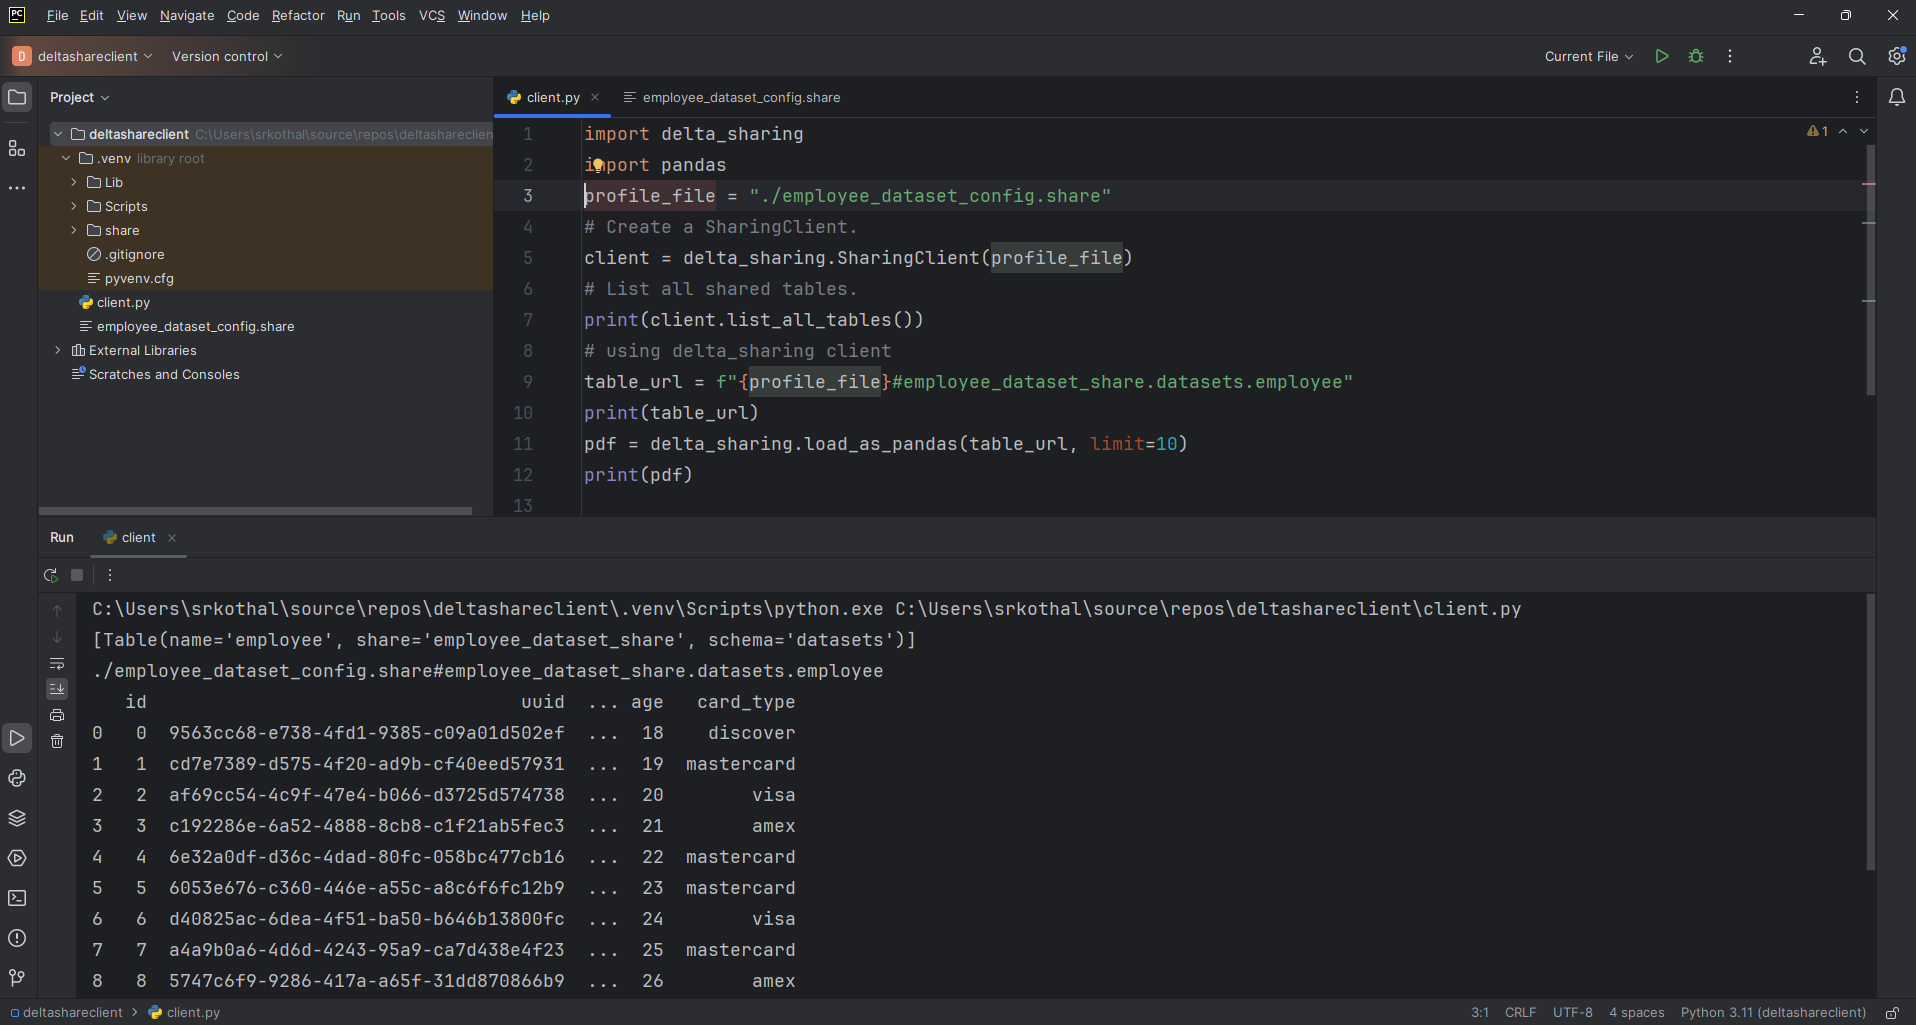 PC File Edit View Navigate Code Refactor Run Tools VCS Window Help
D deltashareclient Version control Current File
Project
client.py employee_dataset_config.share
deltashareclient C:\Users\srkothal\source\repos\deltashareclien
.venv library root
Lib
Scripts
share
.gitignore
pyvenv.cfg
client.py
employee_dataset_config.share
External Libraries
Scratches and Consoles
1 import delta_sharing
1
2 import pandas
3 profile_file = "./employee_dataset_config.share"
4 # Create a SharingClient.
5 client = delta_sharing.SharingClient(profile_file)
6 # List all shared tables.
7 print(client.list_all_tables())
8 # using delta_sharing client
9 table_url = f"{profile_file}#employee_dataset_share.datasets.employee"
10 print(table_url)
11 pdf = delta_sharing.load_as_pandas(table_url, limit=10)
12 print(pdf)
13
Run client
C:\Users\srkothal\source\repos\deltashareclient\.venv\Scripts\python.exe C:\Users\srkothal\source\repos\deltashareclient\client.py
[Table(name='employee', share='employee_dataset_share', schema='datasets')]
./employee_dataset_config.share#employee_dataset_share.datasets.employee
id uuid ... age card_type
0 0 9563cc68-e738-4fd1-9385-c09a01d502ef ... 18 discover
1 1 cd7e7389-d575-4f20-ad9b-cf40eed57931 ... 19 mastercard
2 2 af69cc54-4c9f-47e4-b066-d3725d574738 ... 20 visa
3 3 c192286e-6a52-4888-8cb8-c1f21ab5fec3 ... 21 amex
4 4 6e32a0df-d36c-4dad-80fc-058bc477cb16 ... 22 mastercard
5 5 6053e676-c360-446e-a55c-a8c6f6fc12b9 ... 23 mastercard
6 6 d40825ac-6dea-4f51-ba50-b646b13800fc ... 24 visa
7 7 a4a9b0a6-4d6d-4243-95a9-ca7d438e4f23 ... 25 mastercard
8 8 5747c6f9-9286-417a-a65f-31dd870866b9 ... 26 amex
deltashareclient > client.py 3:1 CRLF UTF-8 4 spaces Python 3.11 (deltashareclient)